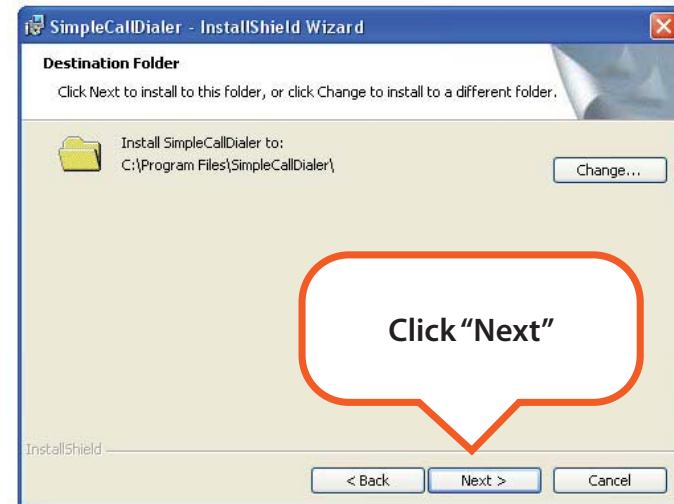 SimpleCallDialer - InstallShield Wizard
Destination Folder
Click Next to install to this folder, or click Change to install to a different folder.
Install SimpleCallDialer to:
C:\Program Files\SimpleCallDialer\
Change...
Click “Next”
InstallShield
< Back
Next >
Cancel